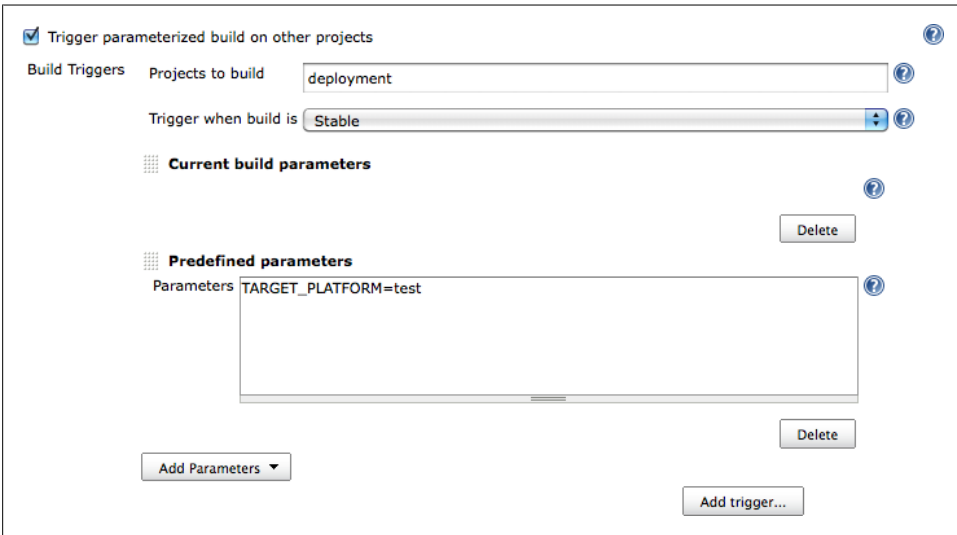 Trigger parameterized build on other projects
Build Triggers
Projects to build
deployment
Trigger when build is
Stable
Current build parameters
Delete
Predefined parameters
Parameters
TARGET_PLATFORM=test
Delete
Add Parameters
Add trigger...